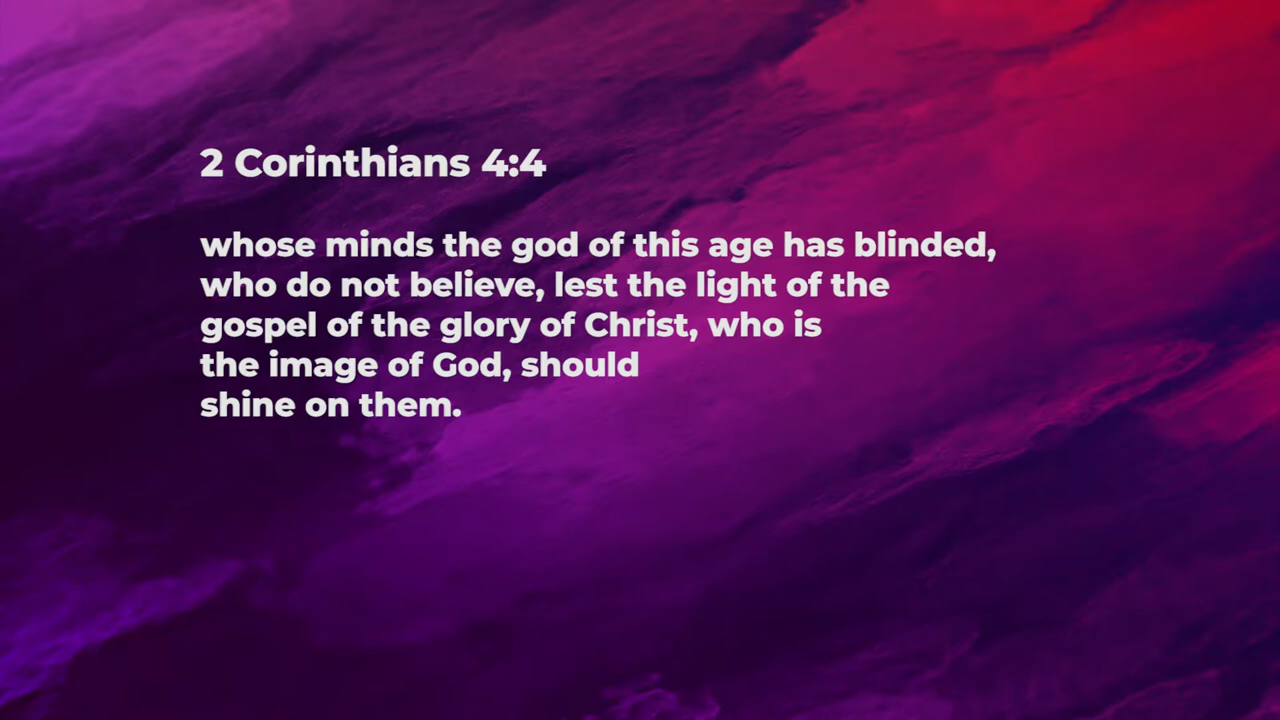 2 Corinthians 4:4
whose minds the god of this age has blinded,
who do not believe, lest the light of the
gospel of the glory of Christ, who is
the image of God, should
shine on them.